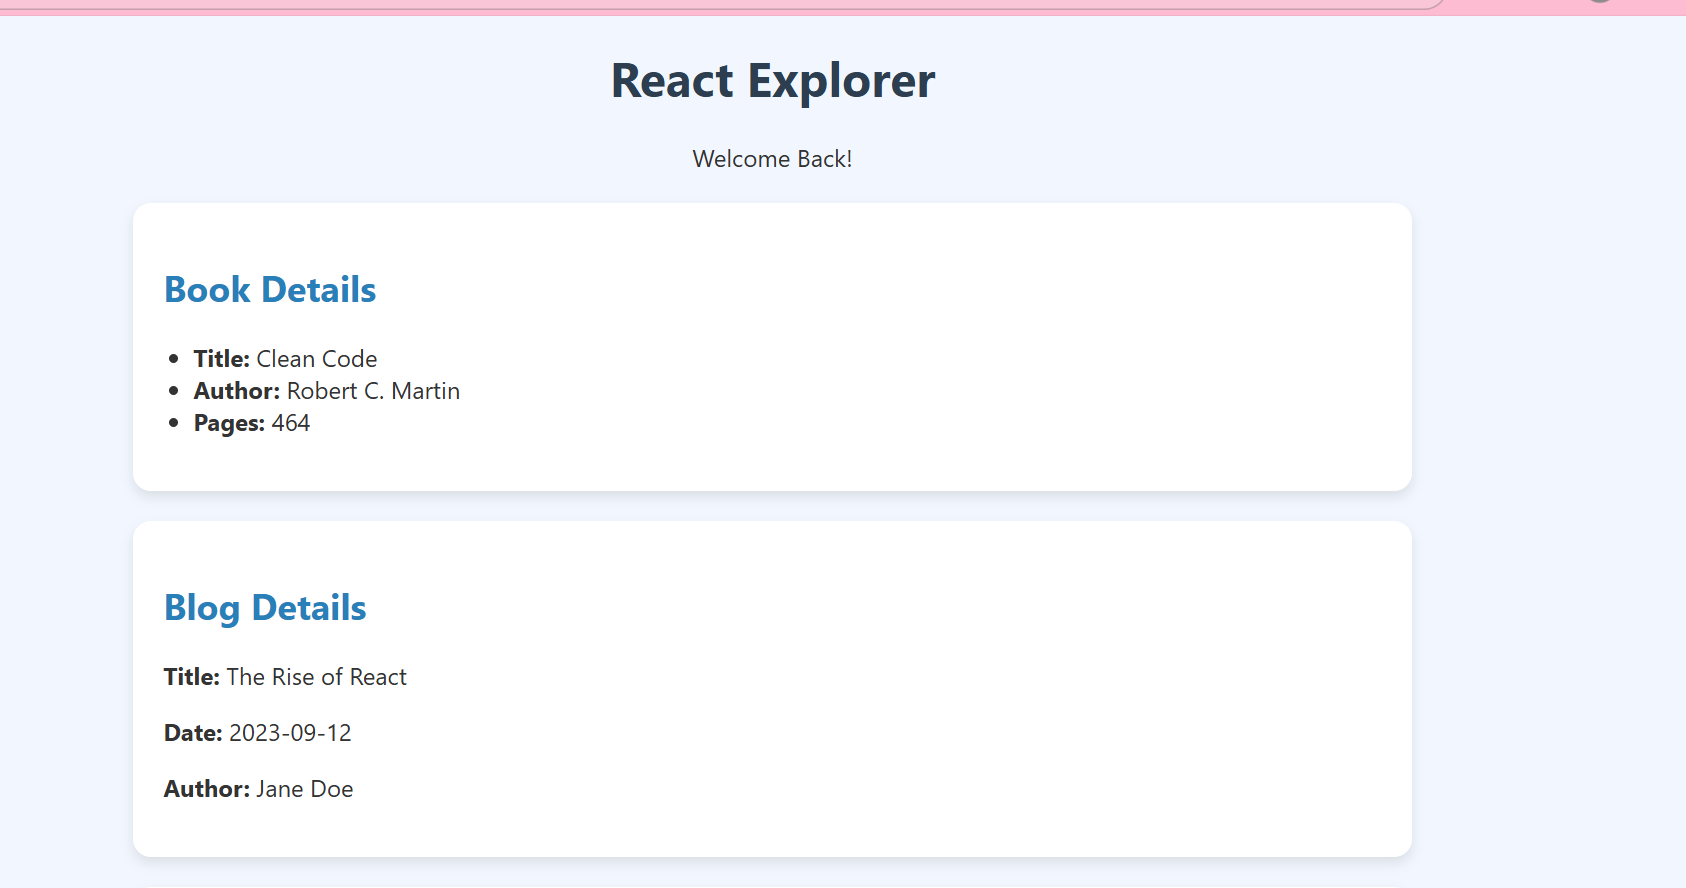 React Explorer
Welcome Back!
Book Details
Title: Clean Code
Author: Robert C. Martin
Pages: 464
Blog Details
Title: The Rise of React
Date: 2023-09-12
Author: Jane Doe